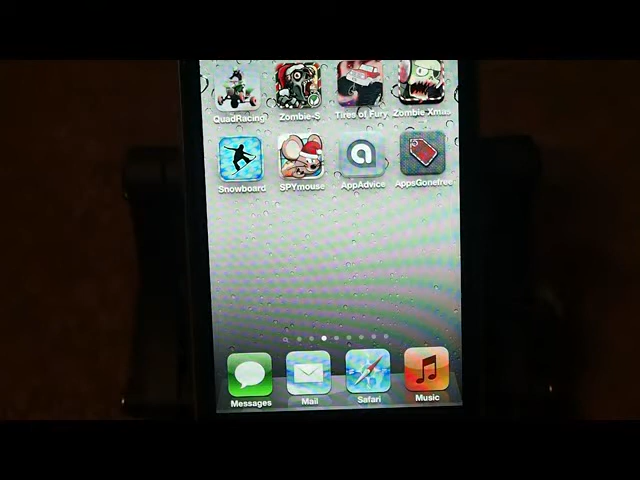 QuadRacing Zombie-S Tires of Fury Zombie Xmas
Snowboard SPYmouse AppAdvice AppsGonefree
Messages Mail Safari Music